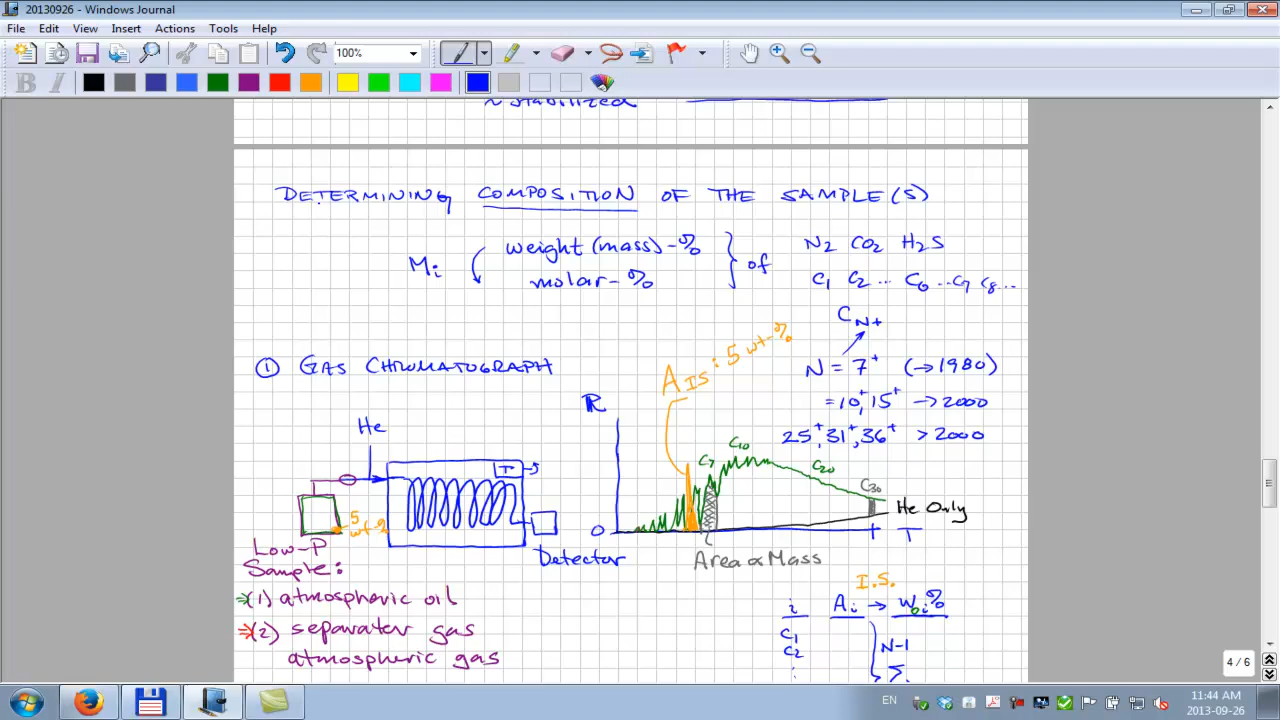 20130926 - Windows Journal
File Edit View Insert Actions Tools Help
100%
~ stabilized
DETERMINING COMPOSITION OF THE SAMPLE(S)
Mi
weight (mass) - %
molar - %
of
N2 CO2 H2S
C1 C2 ... C6 ... C7 C8 ...
CN+
N = 7+ (→ 1980)
= 10+, 15+ → 2000
25+, 31+, 36+ > 2000
① GAS CHROMATOGRAPH
He
T
5
wt-%
Detector
Low-P
Sample:
⇒(1) atmospheric oil
⇒(2) separater gas
atmospheric gas
R
AIS: 5 wt-%
C7
C10
C20
C30
He Only
0
T
Area ∝ Mass
I.S.
i Ai → woi%
C1
C2
:
N-1
Σ
4 / 6
EN
11:44 AM
2013-09-26